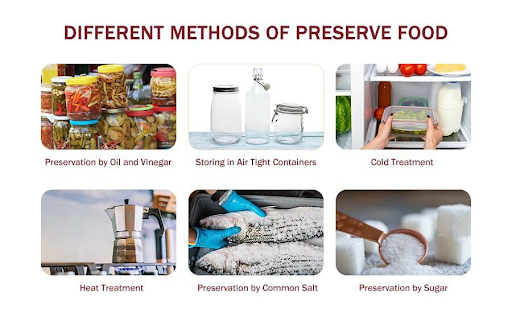 DIFFERENT METHODS OF PRESERVE FOOD
Preservation by Oil and Vinegar
Storing in Air Tight Containers
Cold Treatment
Heat Treatment
Preservation by Common Salt
Preservation by Sugar